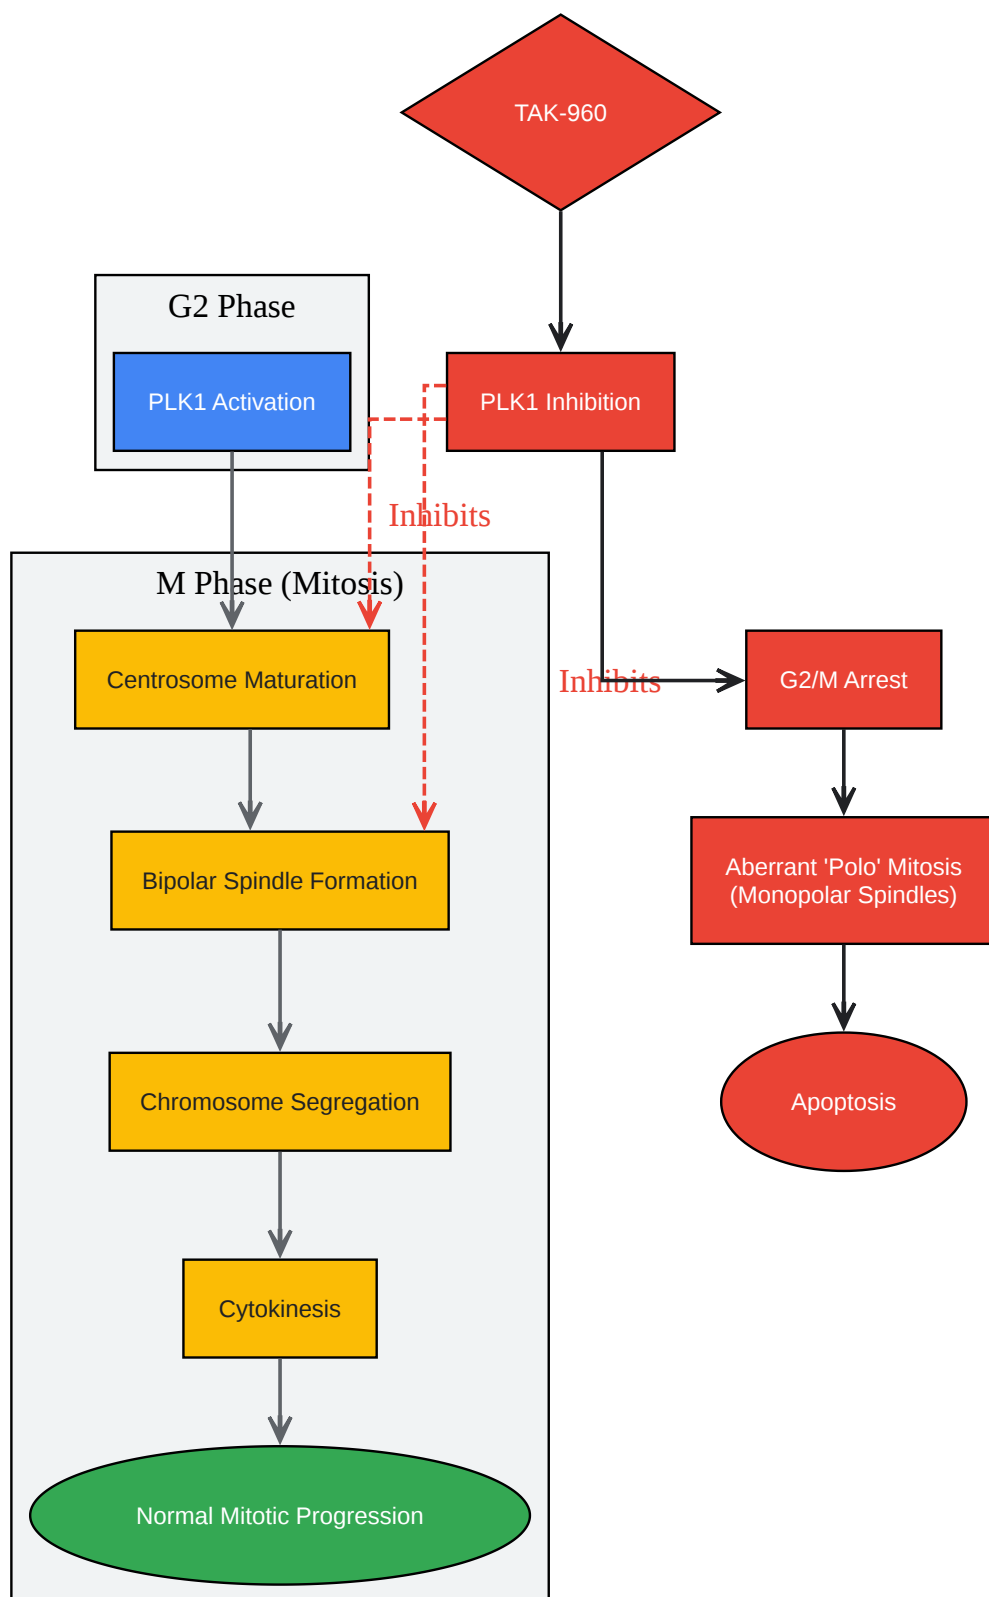 TAK-960
G2 Phase
PLK1 Activation
PLK1 Inhibition
Inhibits
M Phase (Mitosis)
Centrosome Maturation
Inhibits
G2/M Arrest
Bipolar Spindle Formation
Aberrant 'Polo' Mitosis
(Monopolar Spindles)
Chromosome Segregation
Apoptosis
Cytokinesis
Normal Mitotic Progression